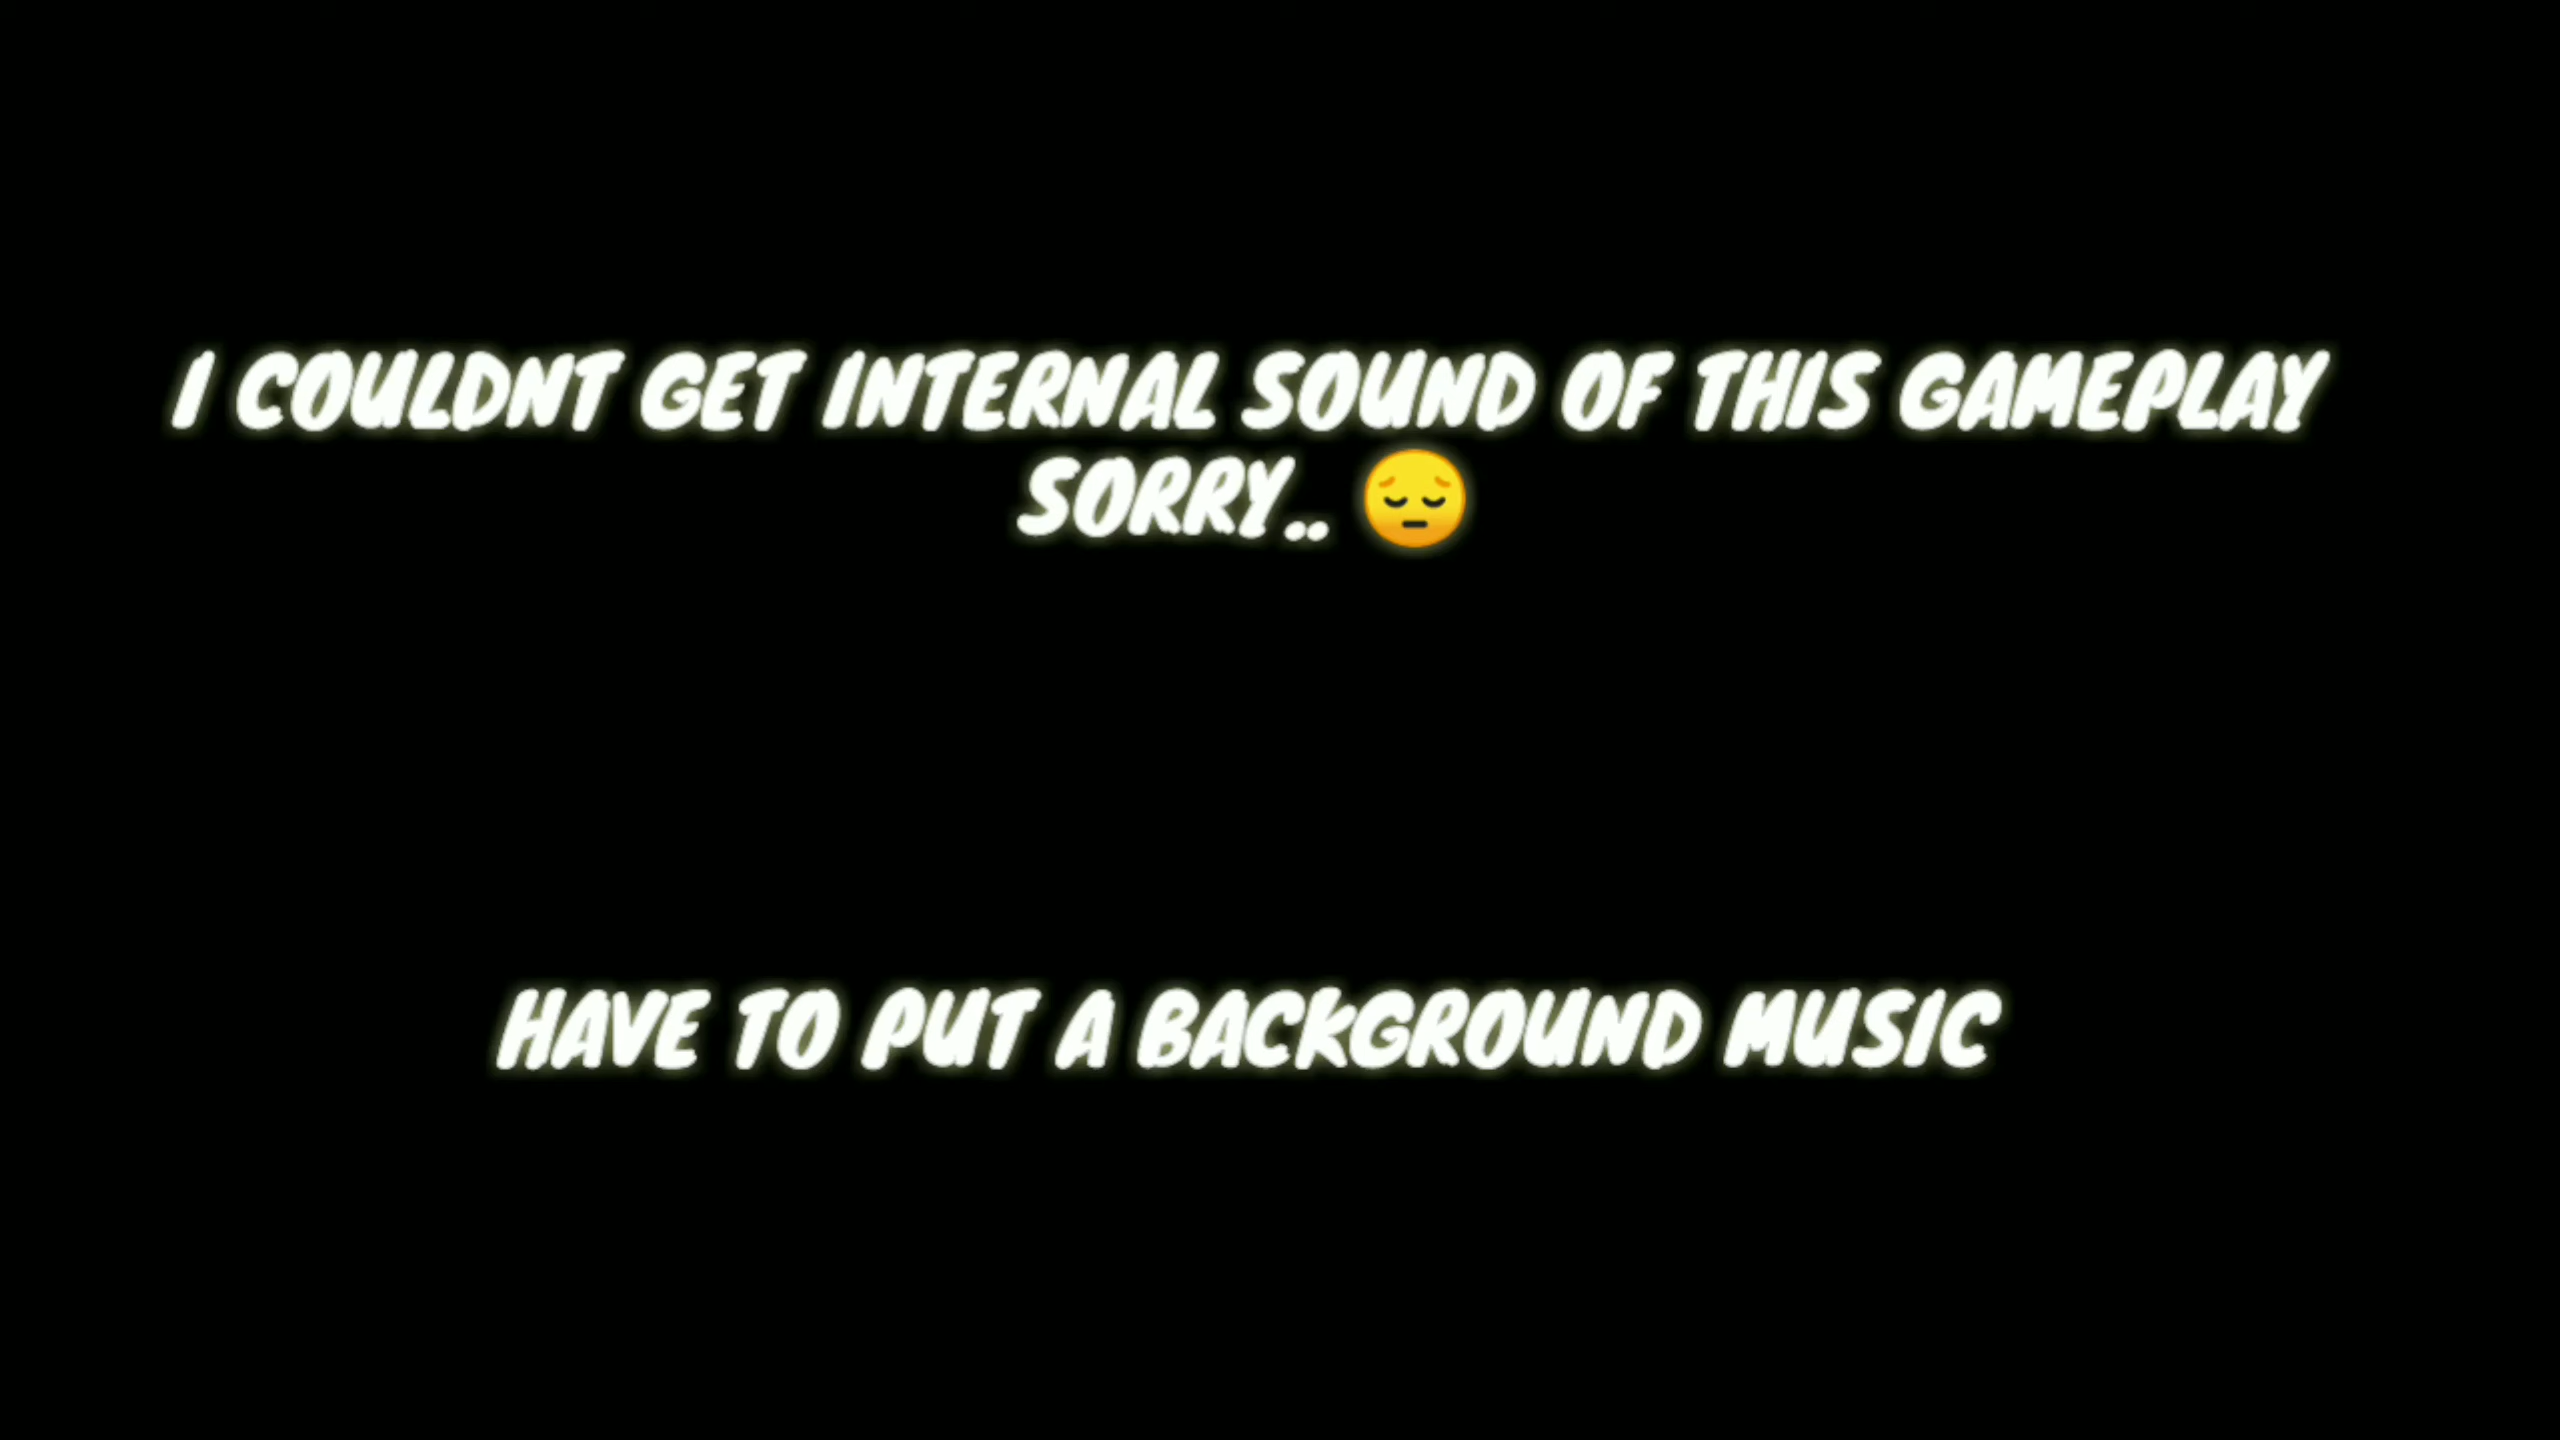 I COULDNT GET INTERNAL SOUND OF THIS GAMEPLAY
SORRY.. 😔
HAVE TO PUT A BACKGROUND MUSIC